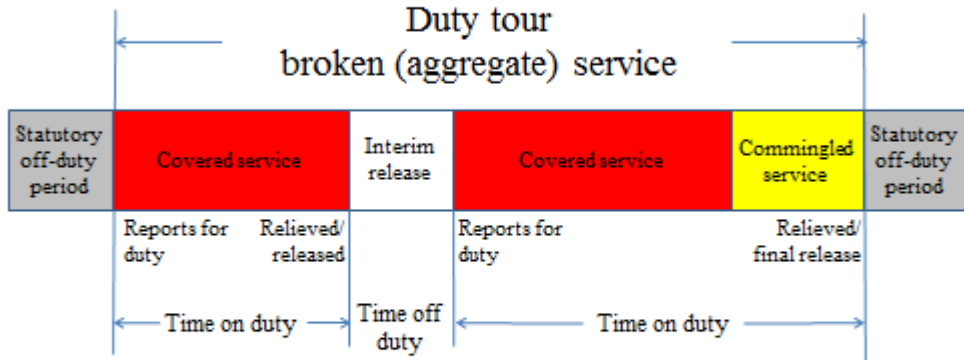 Duty tour
broken (aggregate) service
Statutory
off-duty
period
Covered service
Interim
release
Covered service
Commingled
service
Statutory
off-duty
period
Reports for
duty
Relieved/
released
Reports for
duty
Relieved/
final release
Time on duty
Time off
duty
Time on duty